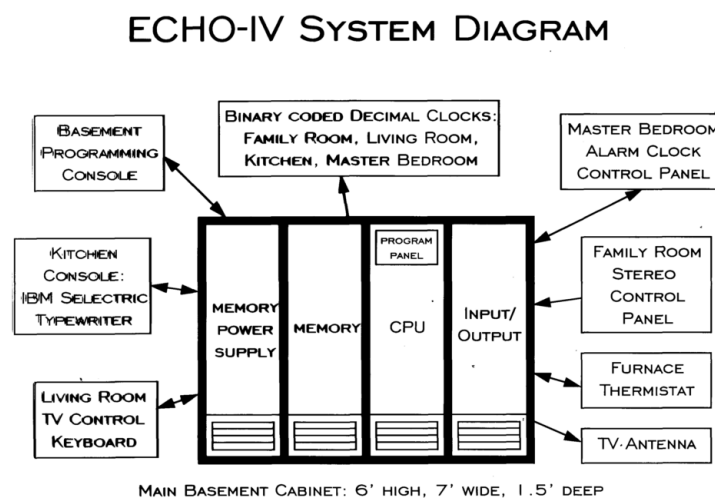 ECHO-IV SYSTEM DIAGRAM
BASEMENT
PROGRAMMING
CONSOLE
BINARY CODED DECIMAL CLOCKS:
FAMILY ROOM, LIVING ROOM,
KITCHEN, MASTER BEDROOM
MASTER BEDROOM
ALARM CLOCK
CONTROL PANEL
KITCHEN
CONSOLE:
IBM SELECTRIC
TYPEWRITER
LIVING ROOM
TV CONTROL
KEYBOARD
MEMORY
POWER
SUPPLY
MEMORY
PROGRAM
PANEL
CPU
INPUT/
OUTPUT
FAMILY ROOM
STEREO
CONTROL
PANEL
FURNACE
THERMISTAT
TV·ANTENNA
MAIN BASEMENT CABINET: 6' HIGH, 7' WIDE, 1.5' DEEP